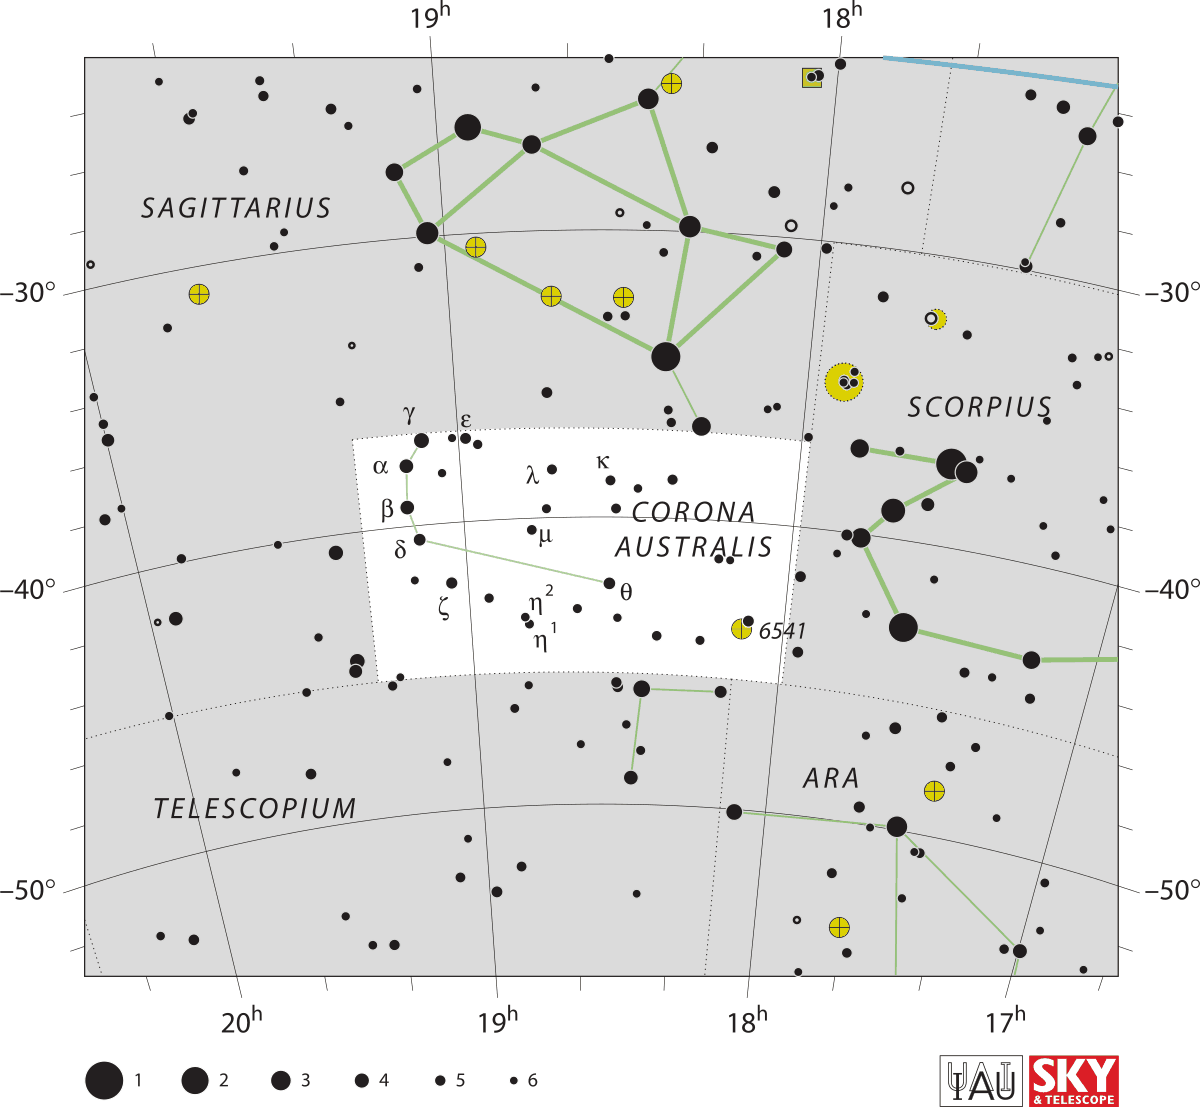 19h 18h
SAGITTARIUS
–30° –30°
SCORPIUS
γ ε
α λ κ
β CORONA
μ
δ AUSTRALIS
–40° –40°
ζ η2 θ
η1 6541
ARA
TELESCOPIUM
–50° –50°
20h 19h 18h 17h
1 2 3 4 5 6
IAU
SKY
& TELESCOPE